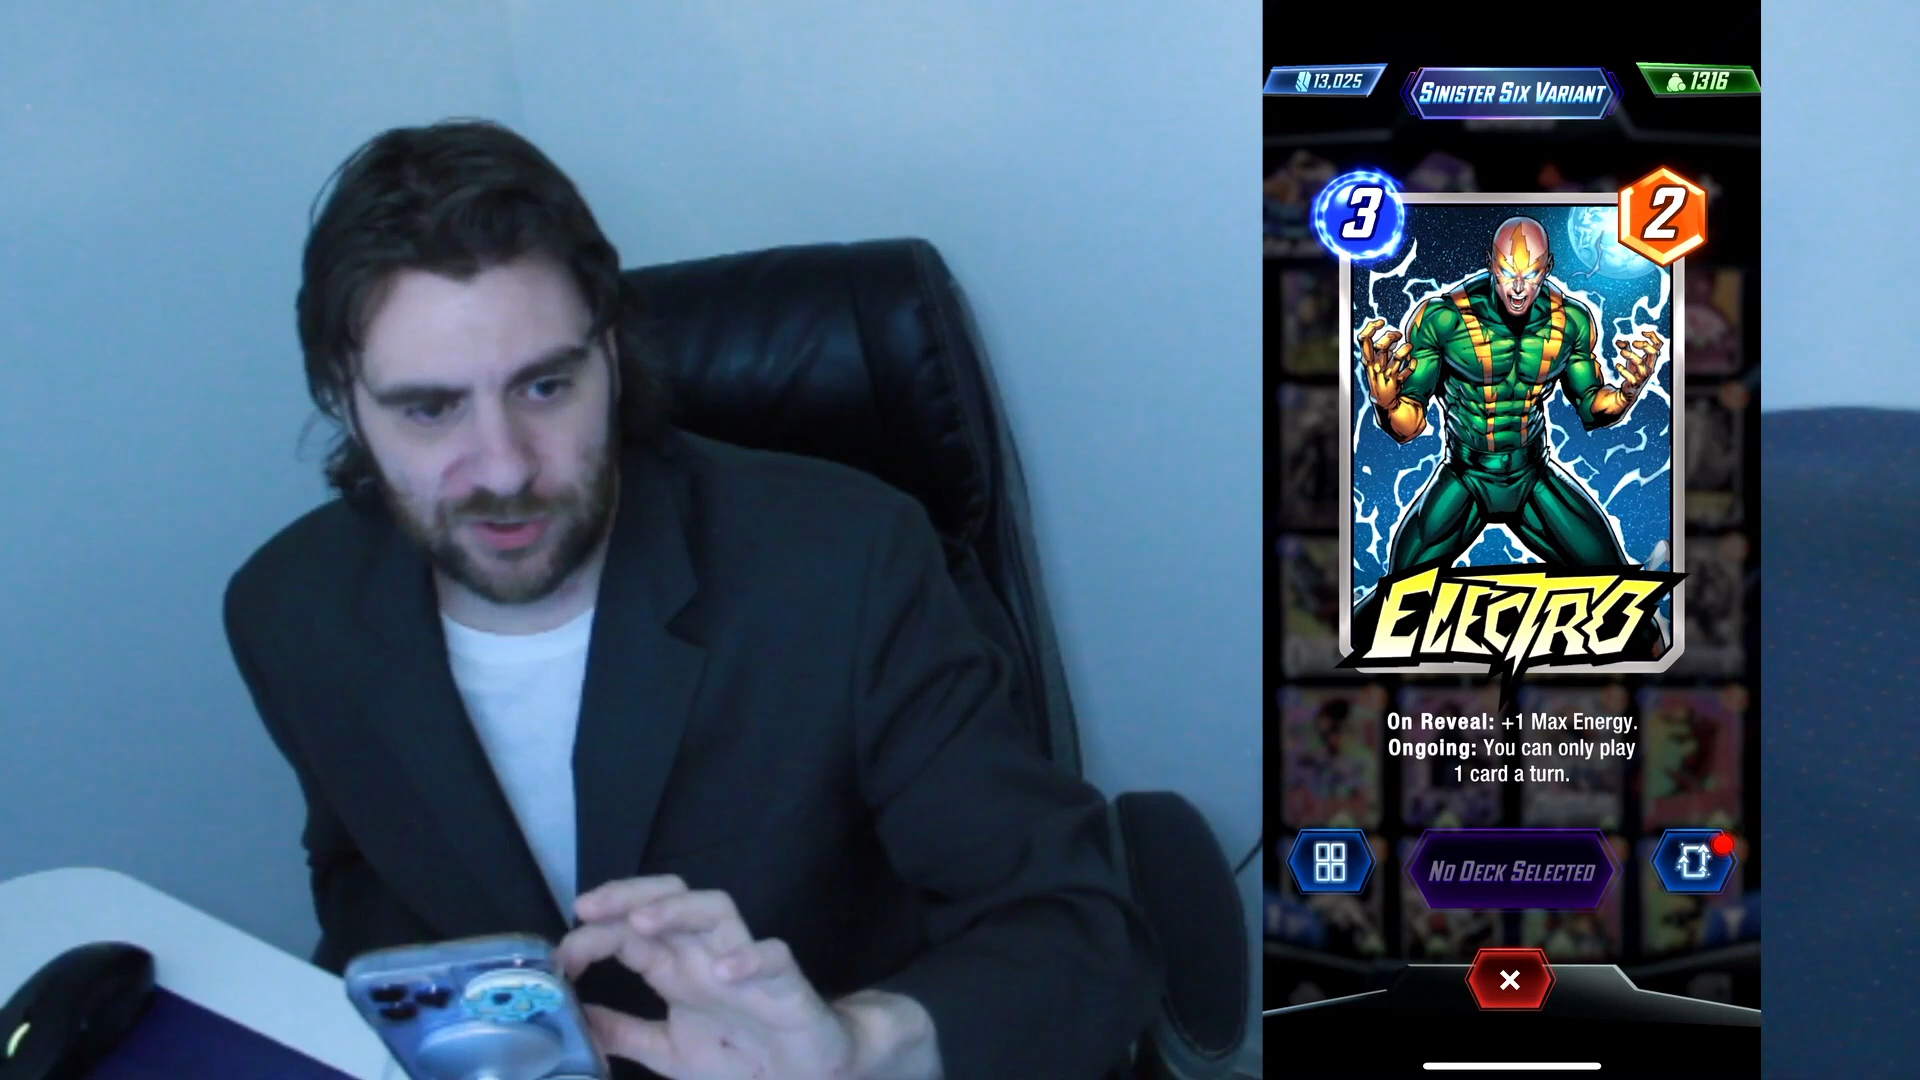 13,025
SINISTER SIX VARIANT
1316
3
2
ELECTRO
On Reveal: +1 Max Energy.
Ongoing: You can only play
1 card a turn.
NO DECK SELECTED